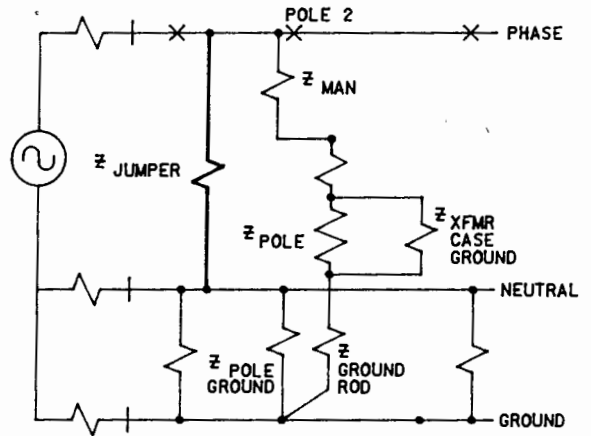 POLE 2
PHASE
Ƶ MAN
Ƶ JUMPER
Ƶ POLE
Ƶ XFMR
CASE
GROUND
NEUTRAL
Ƶ POLE
GROUND
Ƶ GROUND
ROD
GROUND